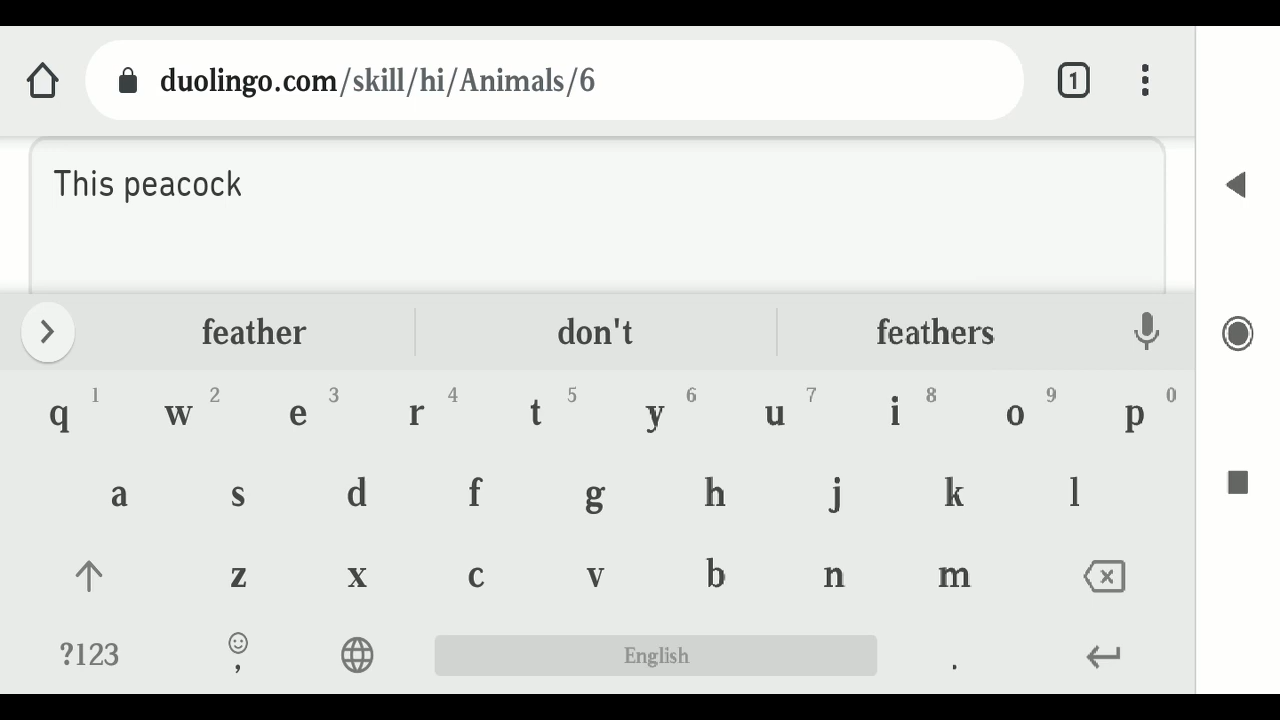 duolingo.com/skill/hi/Animals/6
1
This peacock
feather don't feathers
q 1 w 2 e 3 r 4 t 5 y 6 u 7 i 8 o 9 p 0
a s d f g h j k l
z x c v b n m
?123 , English .